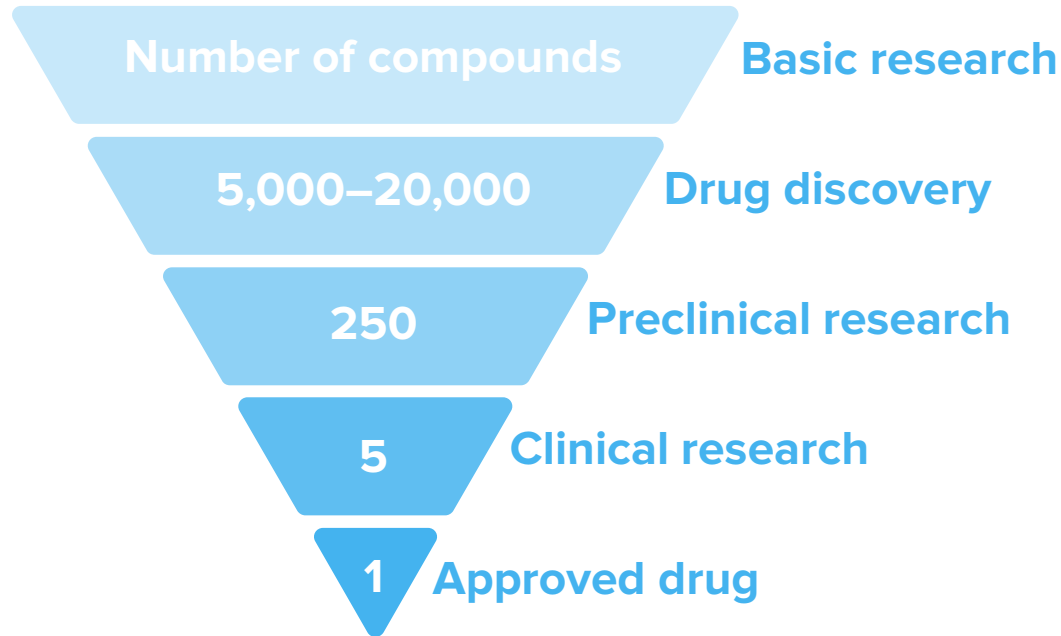 Number of compounds
Basic research
5,000–20,000
Drug discovery
250
Preclinical research
5
Clinical research
1
Approved drug